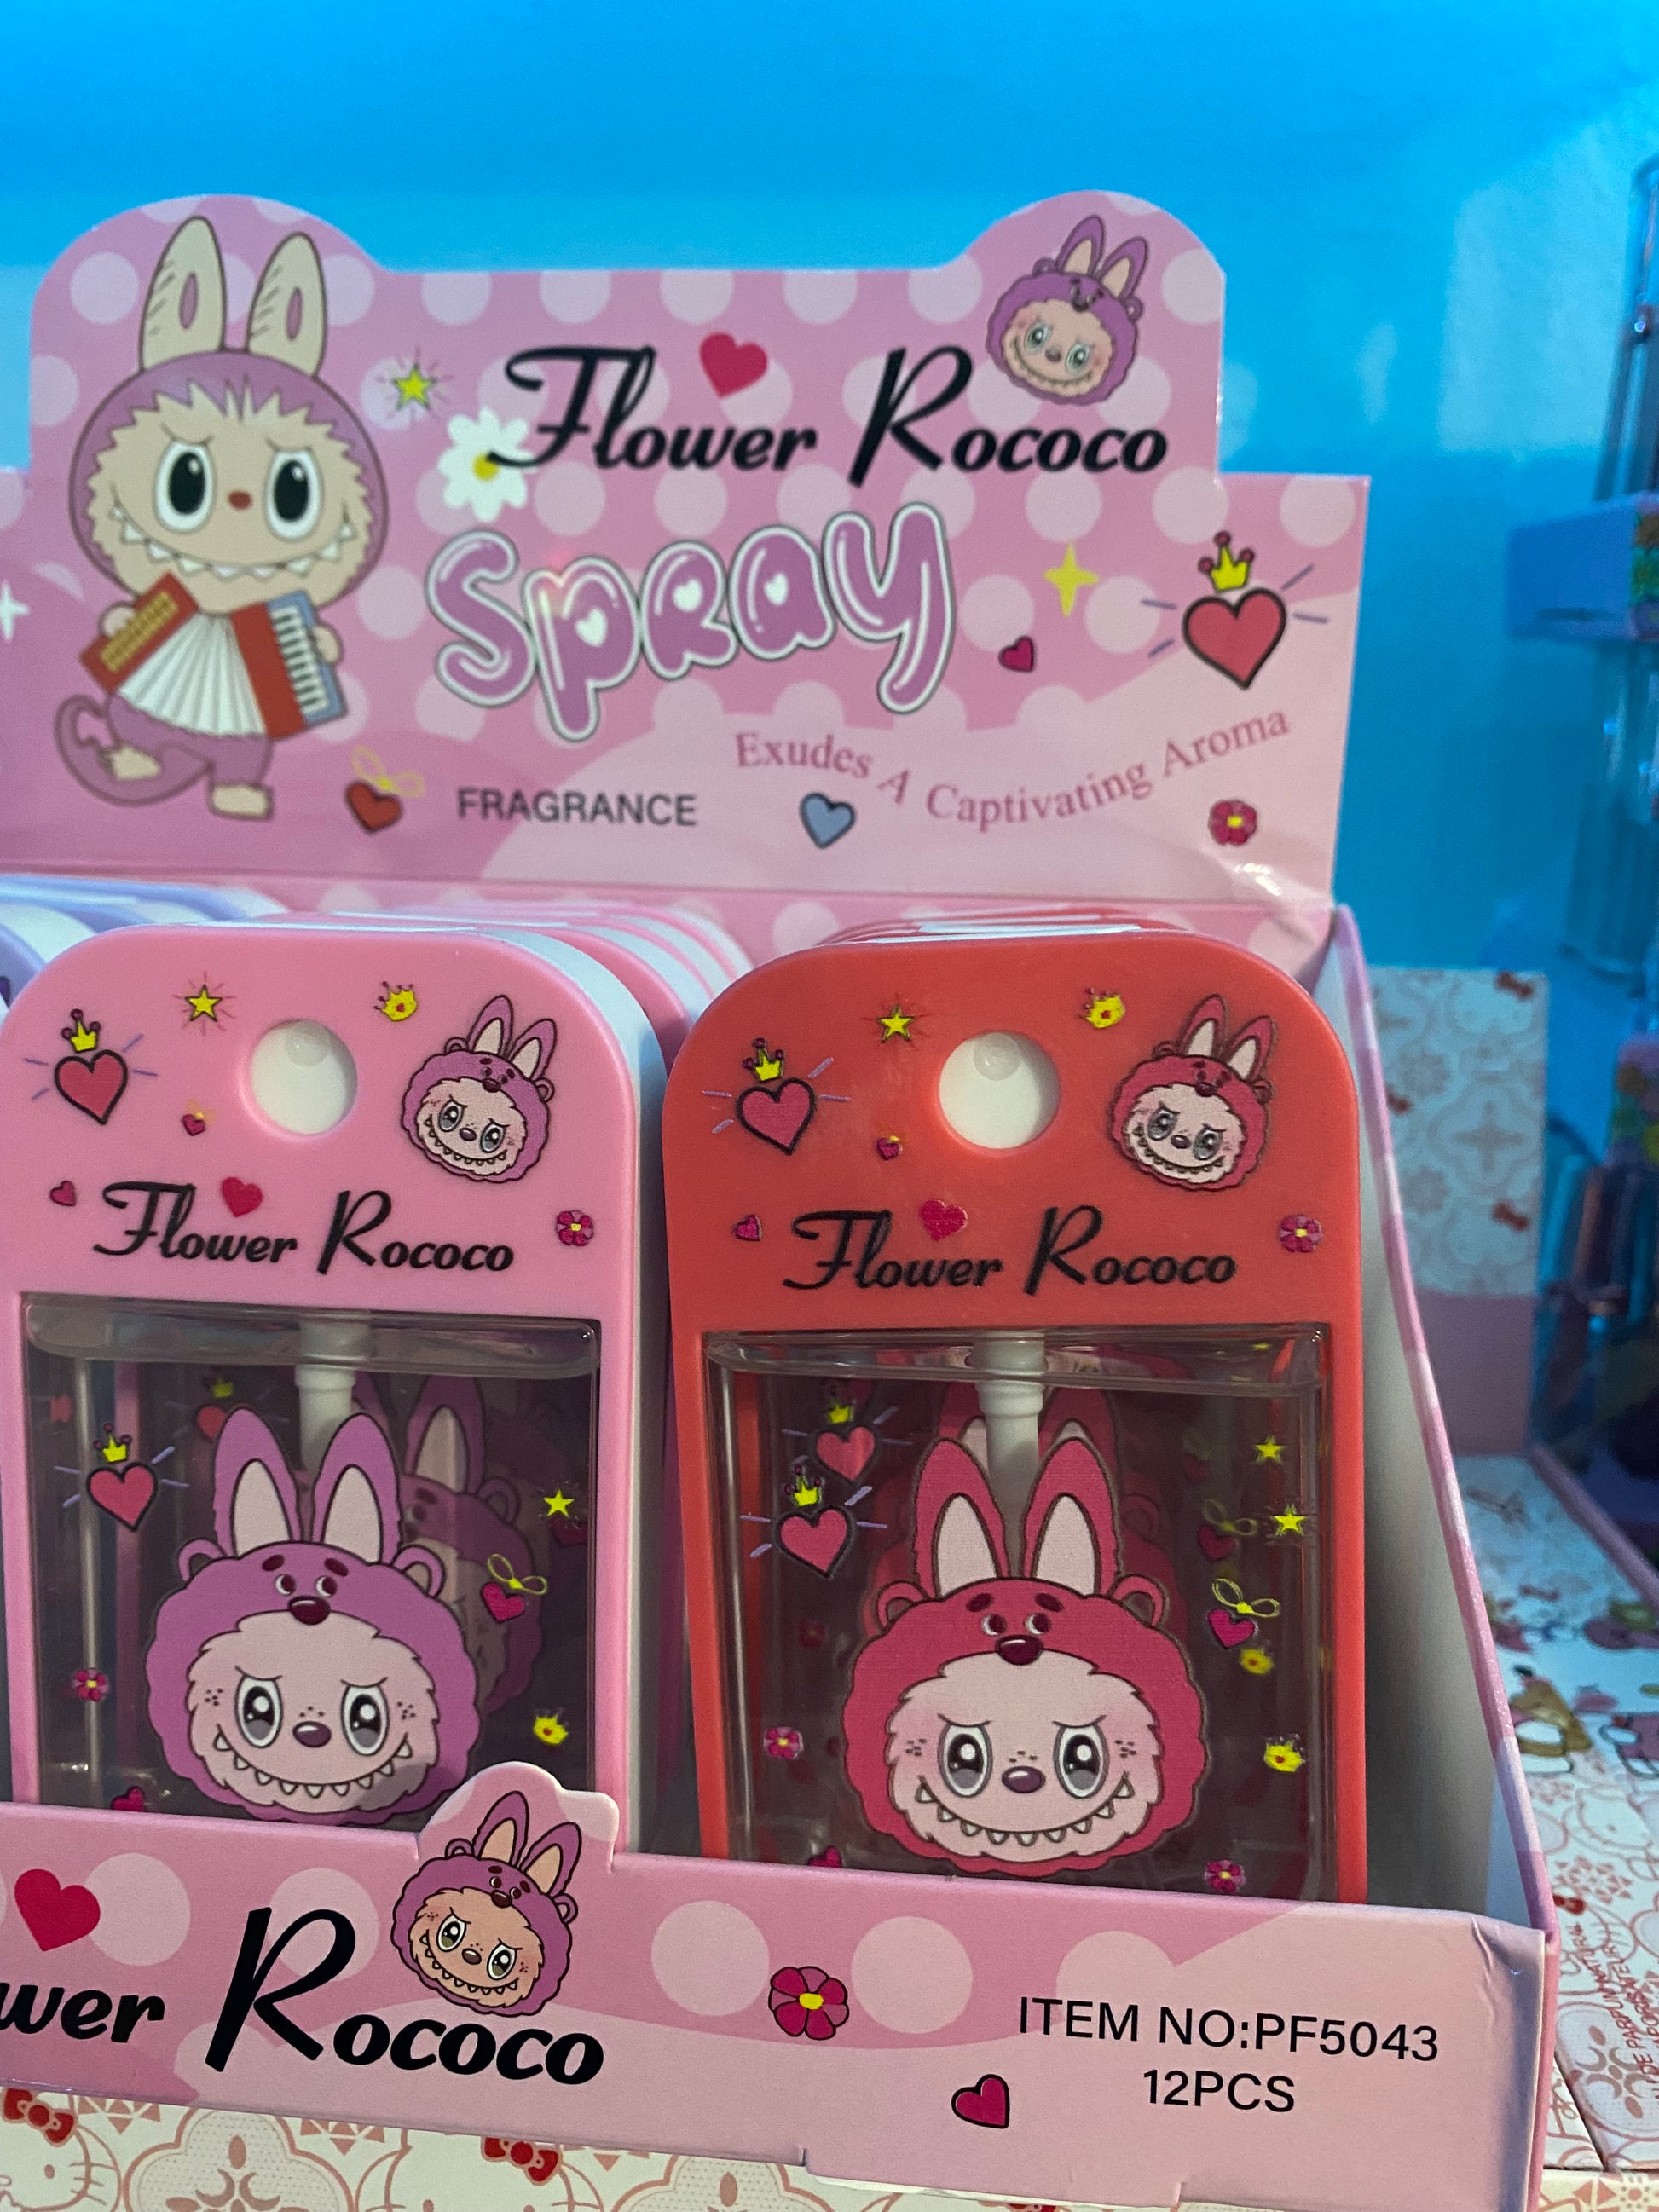 Flower Rococo
Spray
Exudes A Captivating Aroma
FRAGRANCE
Flower Rococo
Flower Rococo
wer Rococo
ITEM NO:PF5043
12PCS